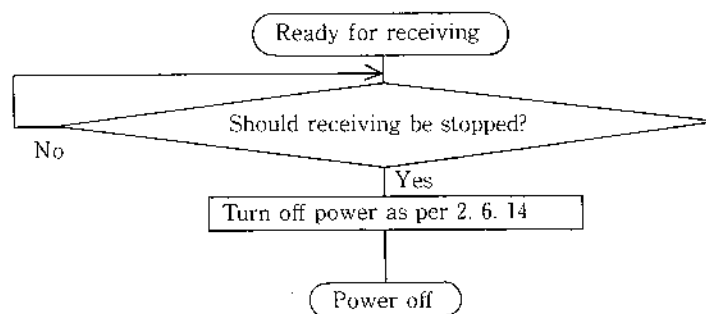 Ready for receiving
Should receiving be stopped?
No
Yes
Turn off power as per 2. 6. 14
Power off